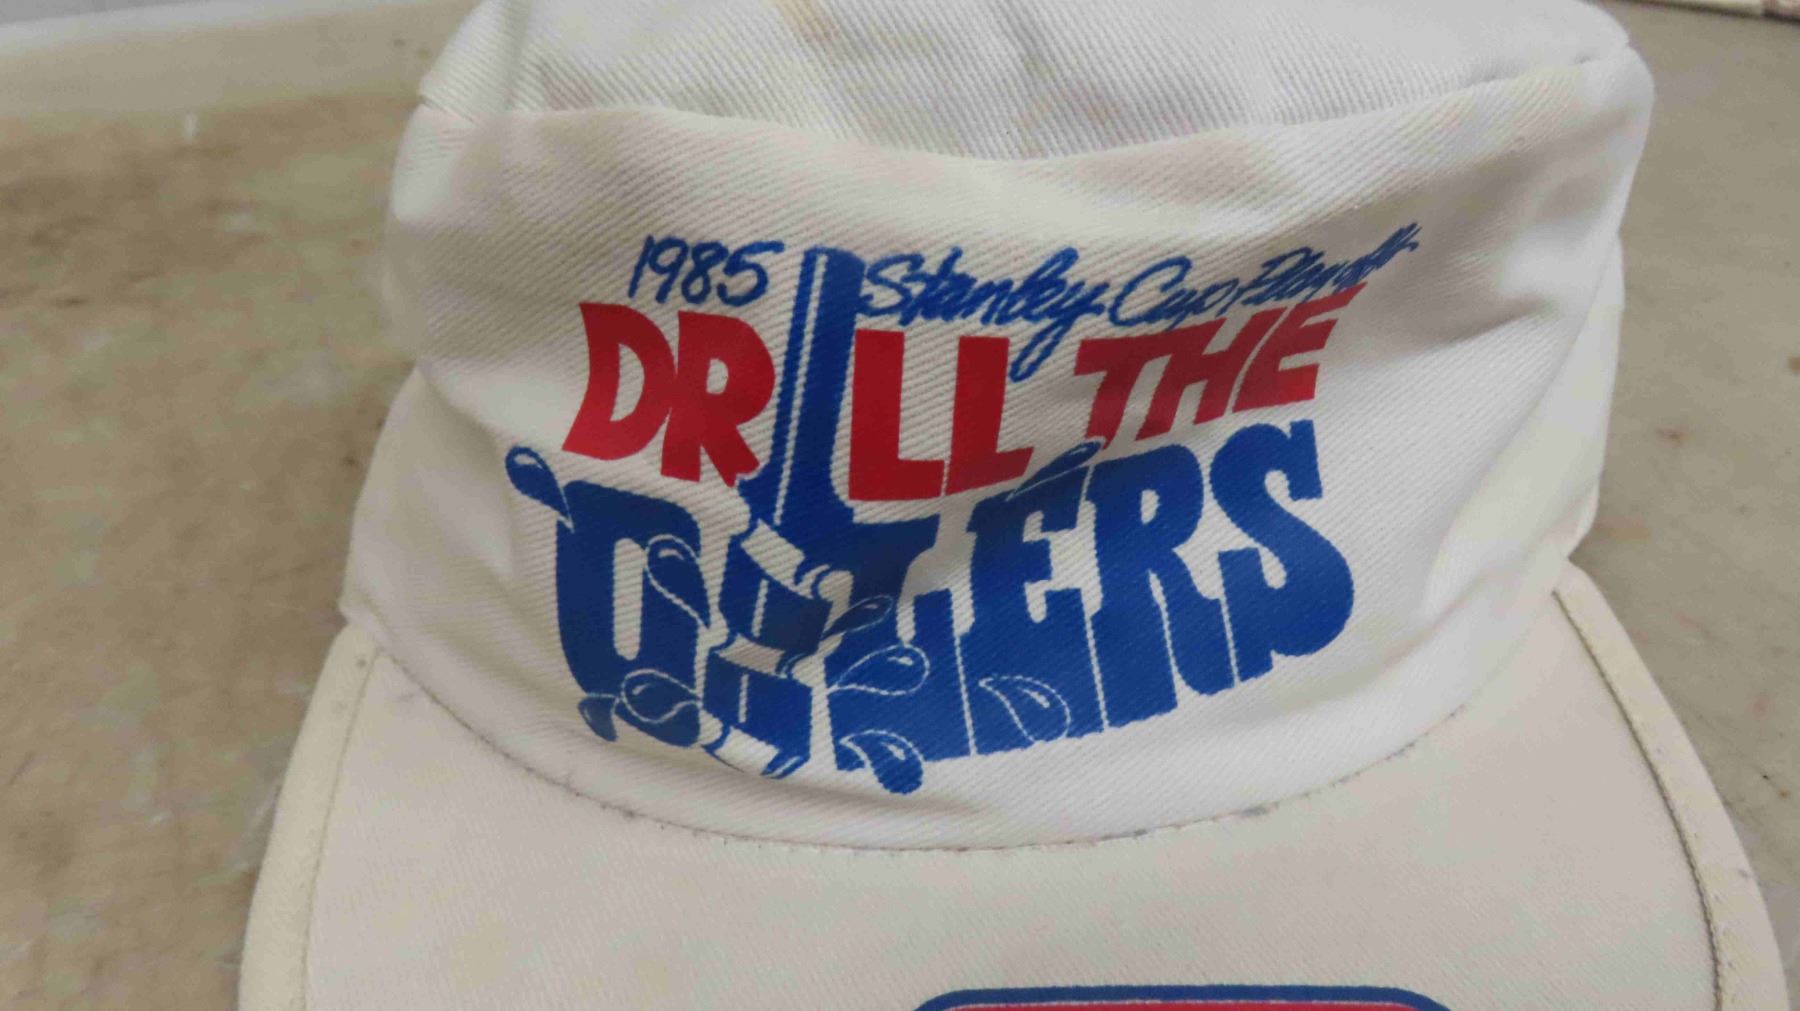 1985 Stanley Cup Playoffs
DRILL THE
OILERS